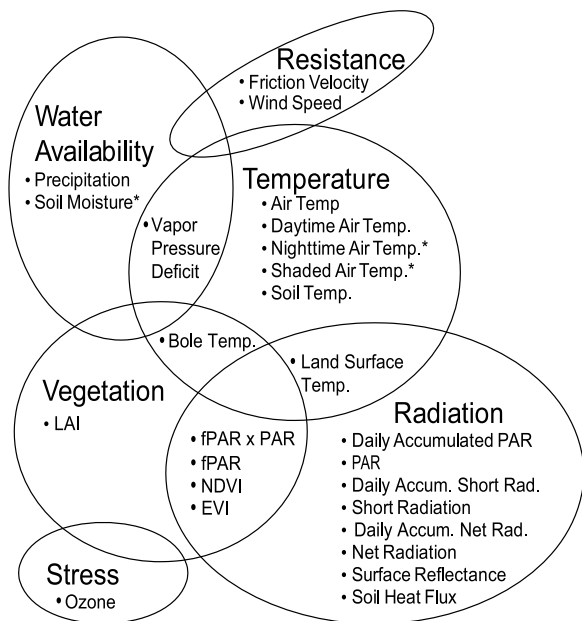 Resistance
• Friction Velocity
• Wind Speed
Water
Availability
• Precipitation
• Soil Moisture*
Temperature
• Air Temp
• Daytime Air Temp.
• Nighttime Air Temp.*
• Shaded Air Temp.*
• Soil Temp.
• Vapor
Pressure
Deficit
• Bole Temp.
• Land Surface
Temp.
Vegetation
• LAI
• fPAR x PAR
• fPAR
• NDVI
• EVI
Radiation
• Daily Accumulated PAR
• PAR
• Daily Accum. Short Rad.
• Short Radiation
• Daily Accum. Net Rad.
• Net Radiation
• Surface Reflectance
• Soil Heat Flux
Stress
• Ozone